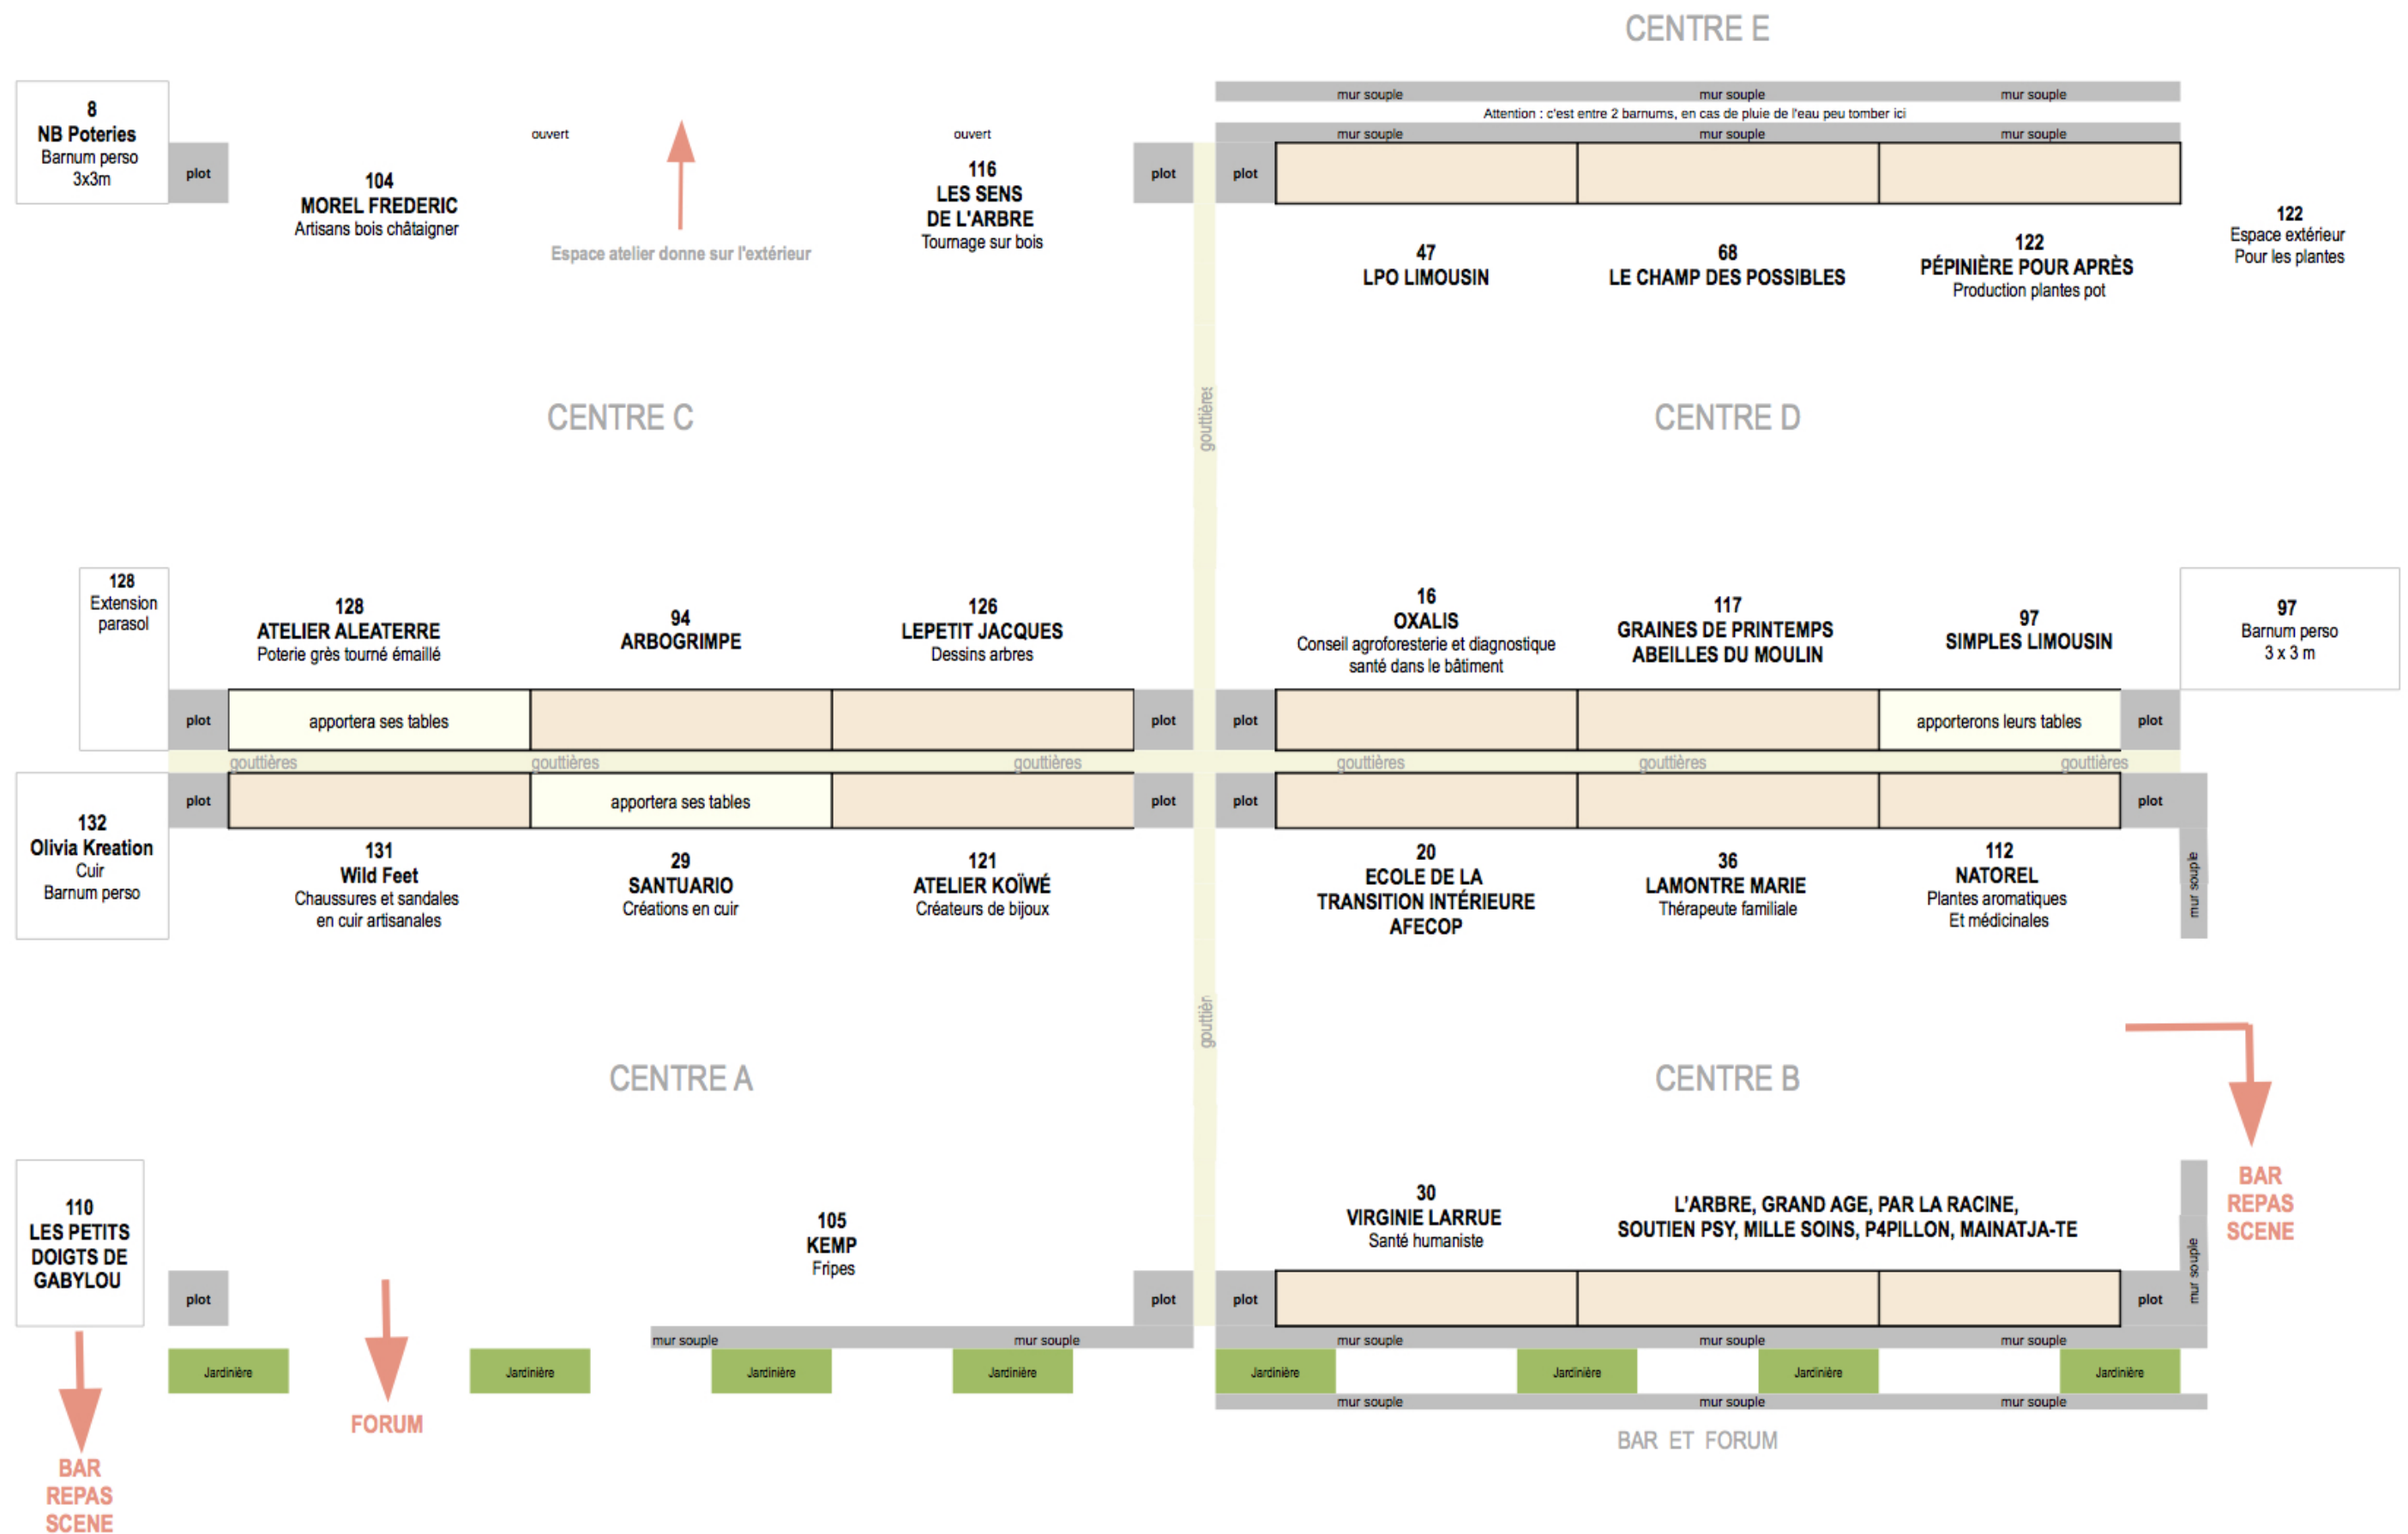 CENTRE E
mur souple mur souple mur souple
Attention : c'est entre 2 barnums, en cas de pluie de l'eau peu tomber ici
mur souple mur souple mur souple
8
NB Poteries
Barnum perso
3x3m
plot
ouvert
ouvert
104
MOREL FREDERIC
Artisans bois châtaigner
Espace atelier donne sur l'extérieur
116
LES SENS
DE L'ARBRE
Tournage sur bois
plot
plot
47
LPO LIMOUSIN
68
LE CHAMP DES POSSIBLES
122
PÉPINIÈRE POUR APRÈS
Production plantes pot
122
Espace extérieur
Pour les plantes
gouttières
CENTRE C
CENTRE D
128
Extension
parasol
128
ATELIER ALEATERRE
Poterie grès tourné émaillé
94
ARBOGRIMPE
126
LEPETIT JACQUES
Dessins arbres
16
OXALIS
Conseil agroforesterie et diagnostique
santé dans le bâtiment
117
GRAINES DE PRINTEMPS
ABEILLES DU MOULIN
97
SIMPLES LIMOUSIN
97
Barnum perso
3 x 3 m
plot apportera ses tables plot plot apporterons leurs tables plot
gouttières gouttières gouttières gouttières gouttières gouttières
plot apportera ses tables plot plot plot
132
Olivia Kreation
Cuir
Barnum perso
131
Wild Feet
Chaussures et sandales
en cuir artisanales
29
SANTUARIO
Créations en cuir
121
ATELIER KOÏWÉ
Créateurs de bijoux
20
ECOLE DE LA
TRANSITION INTÉRIEURE
AFECOP
36
LAMONTRE MARIE
Thérapeute familiale
112
NATOREL
Plantes aromatiques
Et médicinales
mur souple
gouttièr
CENTRE A
CENTRE B
110
LES PETITS
DOIGTS DE
GABYLOU
105
KEMP
Fripes
30
VIRGINIE LARRUE
Santé humaniste
L'ARBRE, GRAND AGE, PAR LA RACINE,
SOUTIEN PSY, MILLE SOINS, P4PILLON, MAINATJA-TE
BAR
REPAS
SCENE
mur souple
plot plot plot plot
mur souple mur souple mur souple mur souple mur souple
Jardinière Jardinière Jardinière Jardinière Jardinière Jardinière Jardinière Jardinière
mur souple mur souple mur souple
FORUM
BAR ET FORUM
BAR
REPAS
SCENE